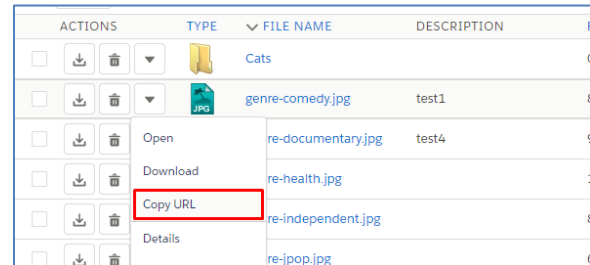 ACTIONS TYPE FILE NAME DESCRIPTION
Cats
JPG genre-comedy.jpg test1
Open re-documentary.jpg test4
Download
re-health.jpg
Copy URL
re-independent.jpg
Details
re-jpop.jpg